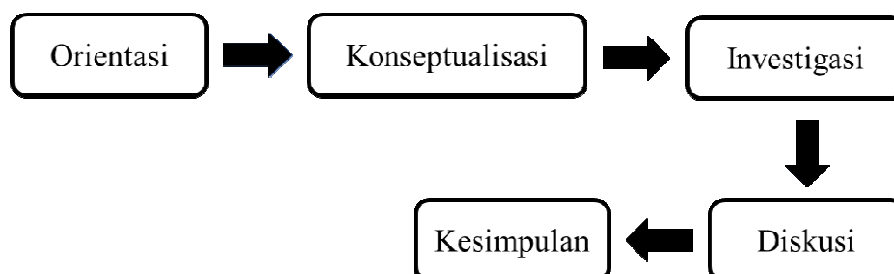 Orientasi
Konseptualisasi
Investigasi
Kesimpulan
Diskusi